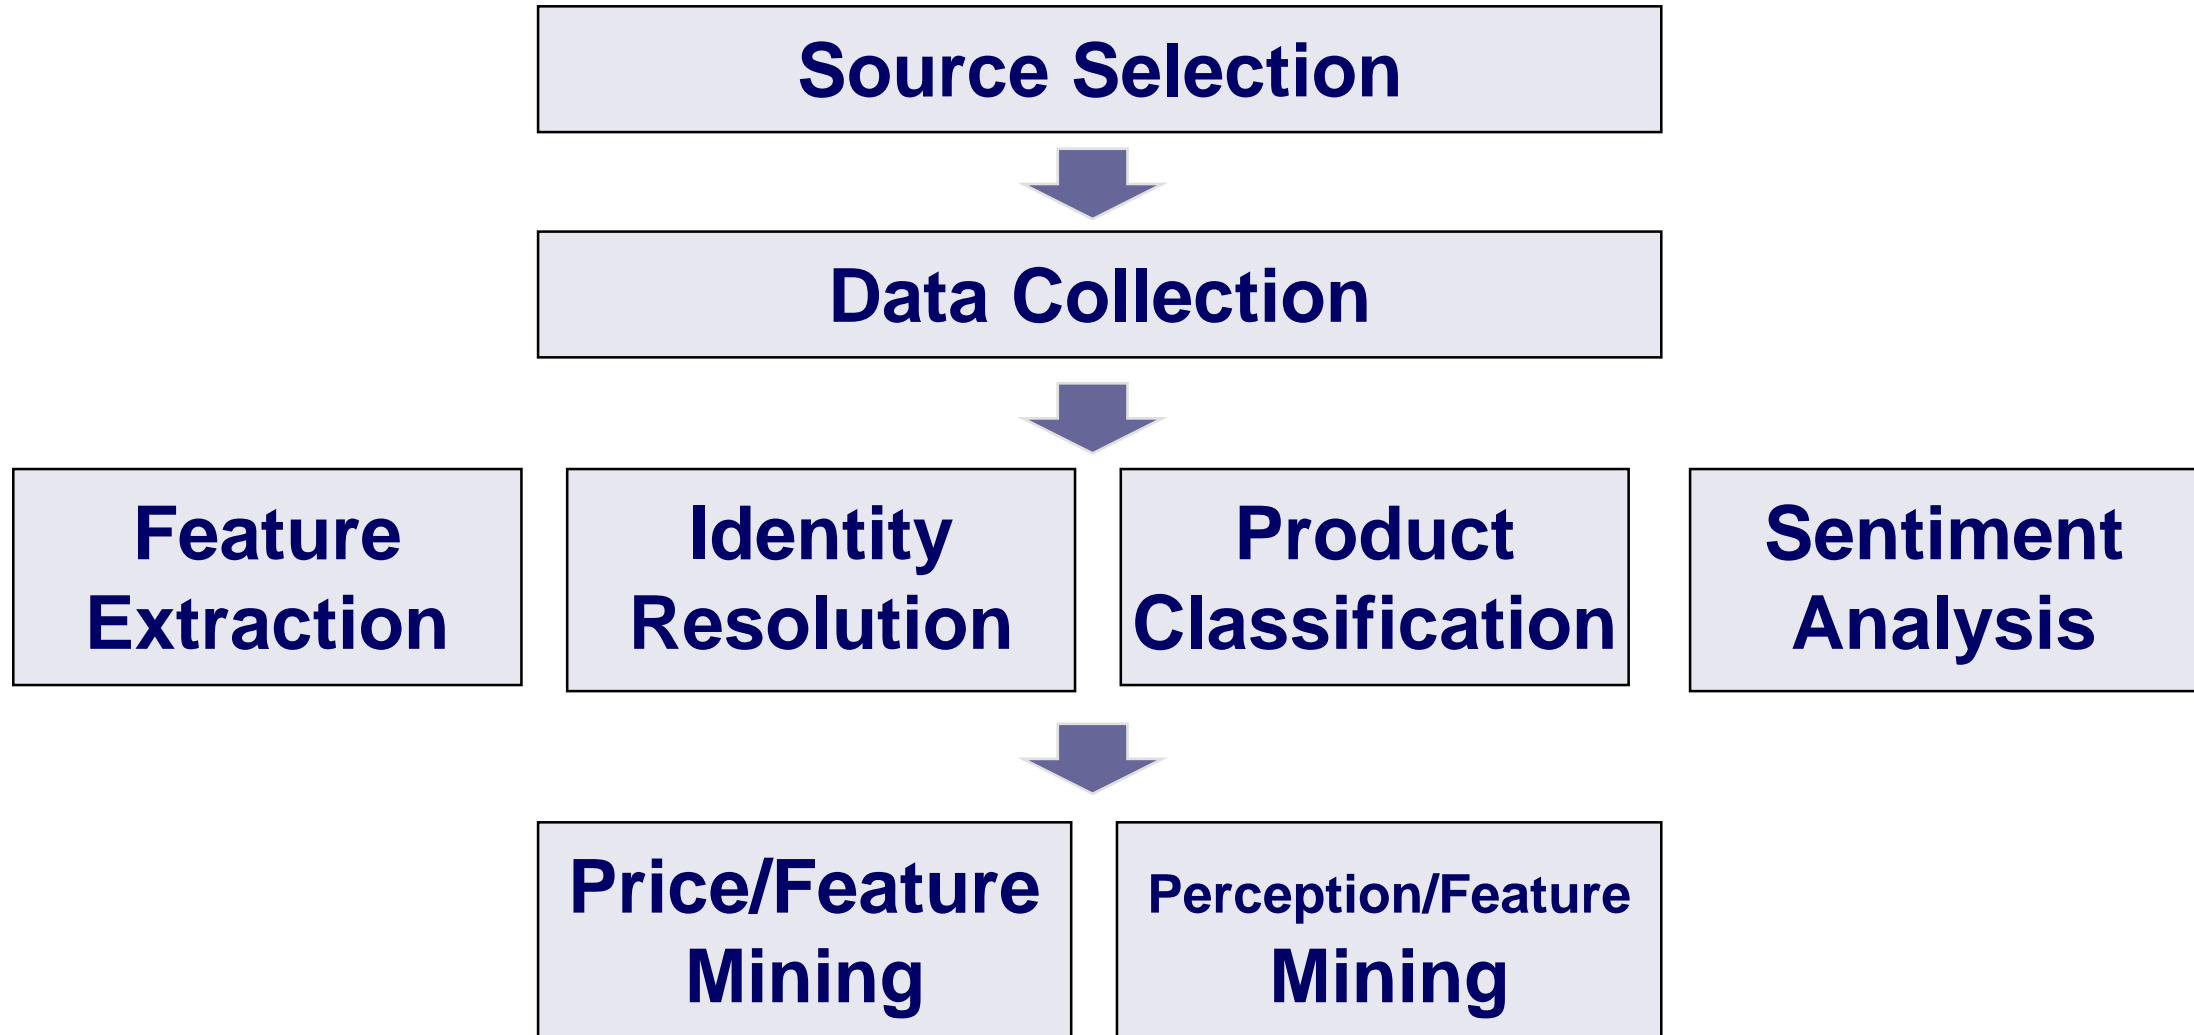 Source Selection
Data Collection
Feature
Extraction
Identity
Resolution
Product
Classification
Sentiment
Analysis
Price/Feature
Mining
Perception/Feature
Mining